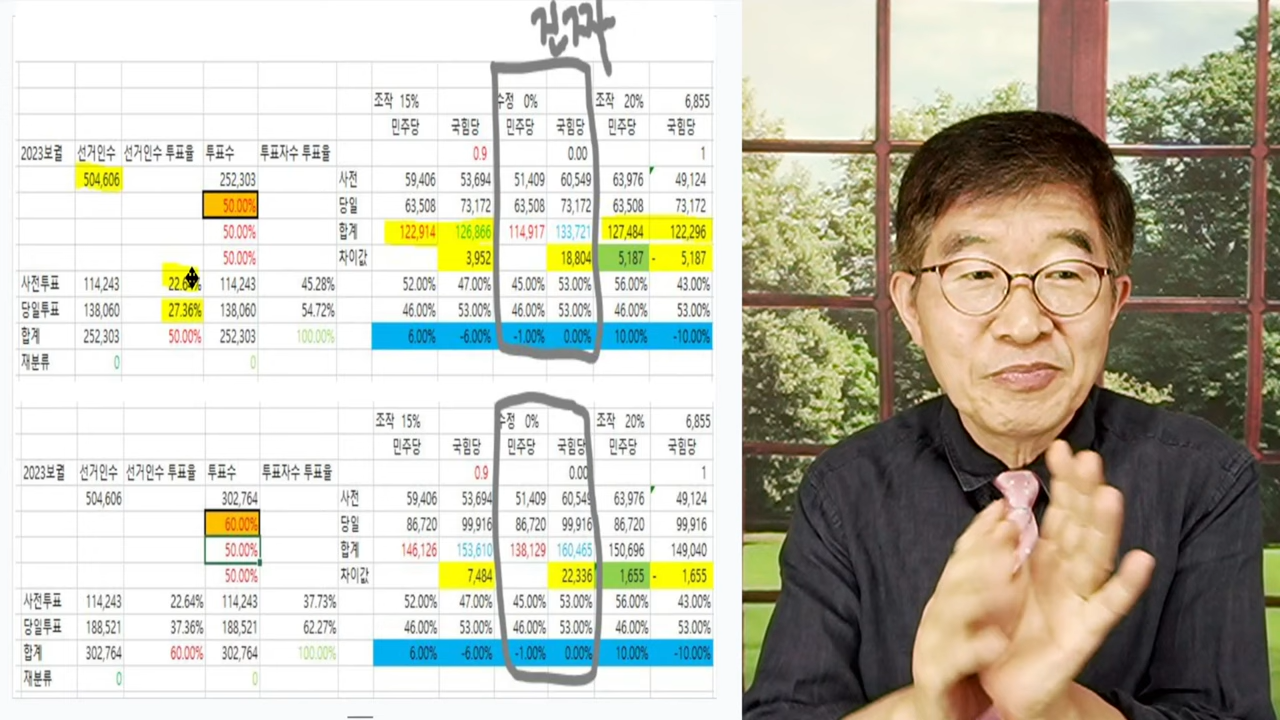 진짜
조작 15% 수정 0% 조작 20% 6,855
민주당 국힘당 민주당 국힘당 민주당 국힘당
2023보궐 선거인수 선거인수 투표율 투표수 투표자수 투표율 0.9 0.00 1
504,606 252,303 사전 59,406 53,694 51,409 60,549 63,976 49,124
50.00% 당일 63,508 73,172 63,508 73,172 63,508 73,172
50.00% 합계 122,914 126,866 114,917 133,721 127,484 122,296
50.00% 차이값 3,952 18,804 5,187 - 5,187
사전투표 114,243 22.64% 114,243 45.28% 52.00% 47.00% 45.00% 53.00% 56.00% 43.00%
당일투표 138,060 27.36% 138,060 54.72% 46.00% 53.00% 46.00% 53.00% 46.00% 53.00%
합계 252,303 50.00% 252,303 100.00% 6.00% -6.00% -1.00% 0.00% 10.00% -10.00%
재분류 0 0
조작 15% 수정 0% 조작 20% 6,855
민주당 국힘당 민주당 국힘당 민주당 국힘당
2023보궐 선거인수 선거인수 투표율 투표수 투표자수 투표율 0.9 0.00 1
504,606 302,764 사전 59,406 53,694 51,409 60,549 63,976 49,124
60.00% 당일 86,720 99,916 86,720 99,916 86,720 99,916
50.00% 합계 146,126 153,610 138,129 160,465 150,696 149,040
50.00% 차이값 7,484 22,336 1,655 - 1,655
사전투표 114,243 22.64% 114,243 37.73% 52.00% 47.00% 45.00% 53.00% 56.00% 43.00%
당일투표 188,521 37.36% 188,521 62.27% 46.00% 53.00% 46.00% 53.00% 46.00% 53.00%
합계 302,764 60.00% 302,764 100.00% 6.00% -6.00% -1.00% 0.00% 10.00% -10.00%
재분류 0 0